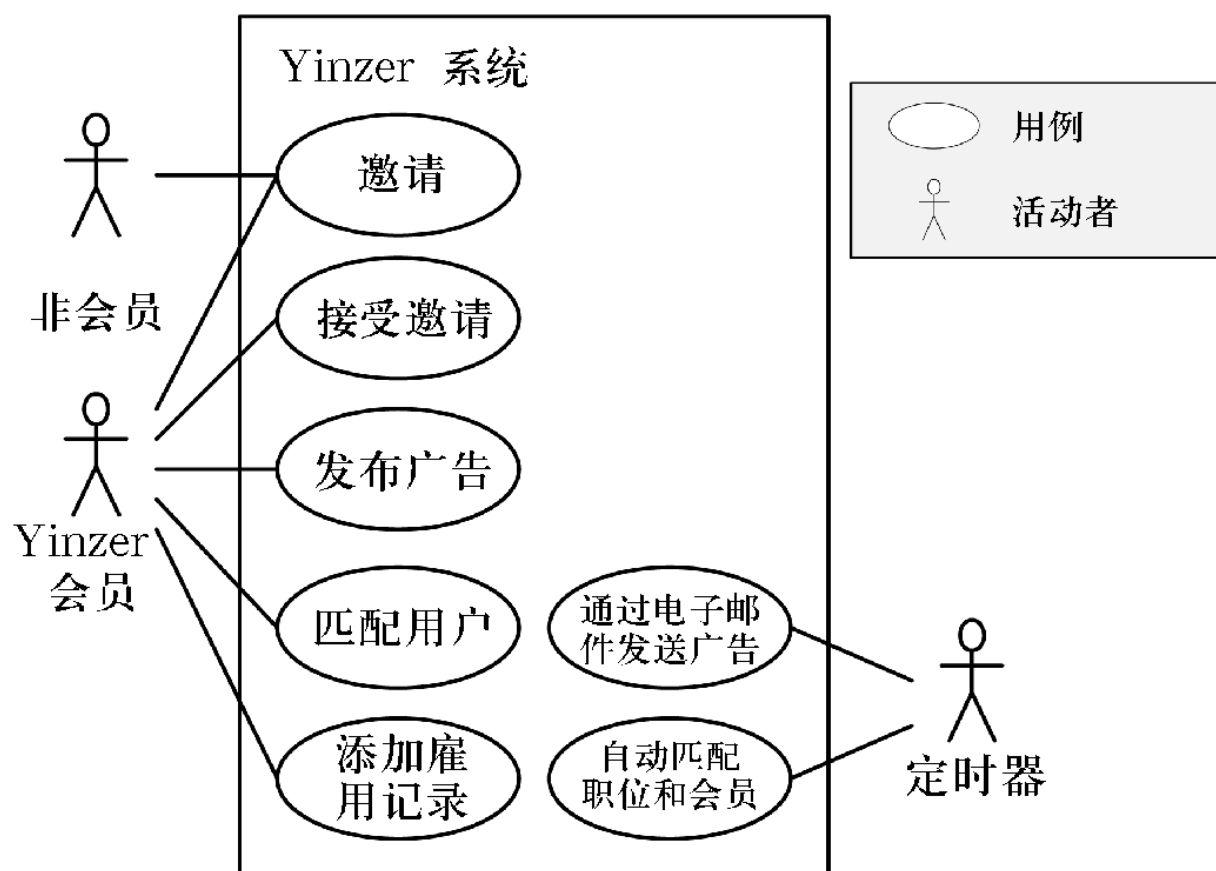 Yinzer 系统
用例
活动者
邀请
非会员
接受邀请
发布广告
Yinzer
会员
匹配用户
通过电子邮
件发送广告
添加雇
用记录
自动匹配
职位和会员
定时器